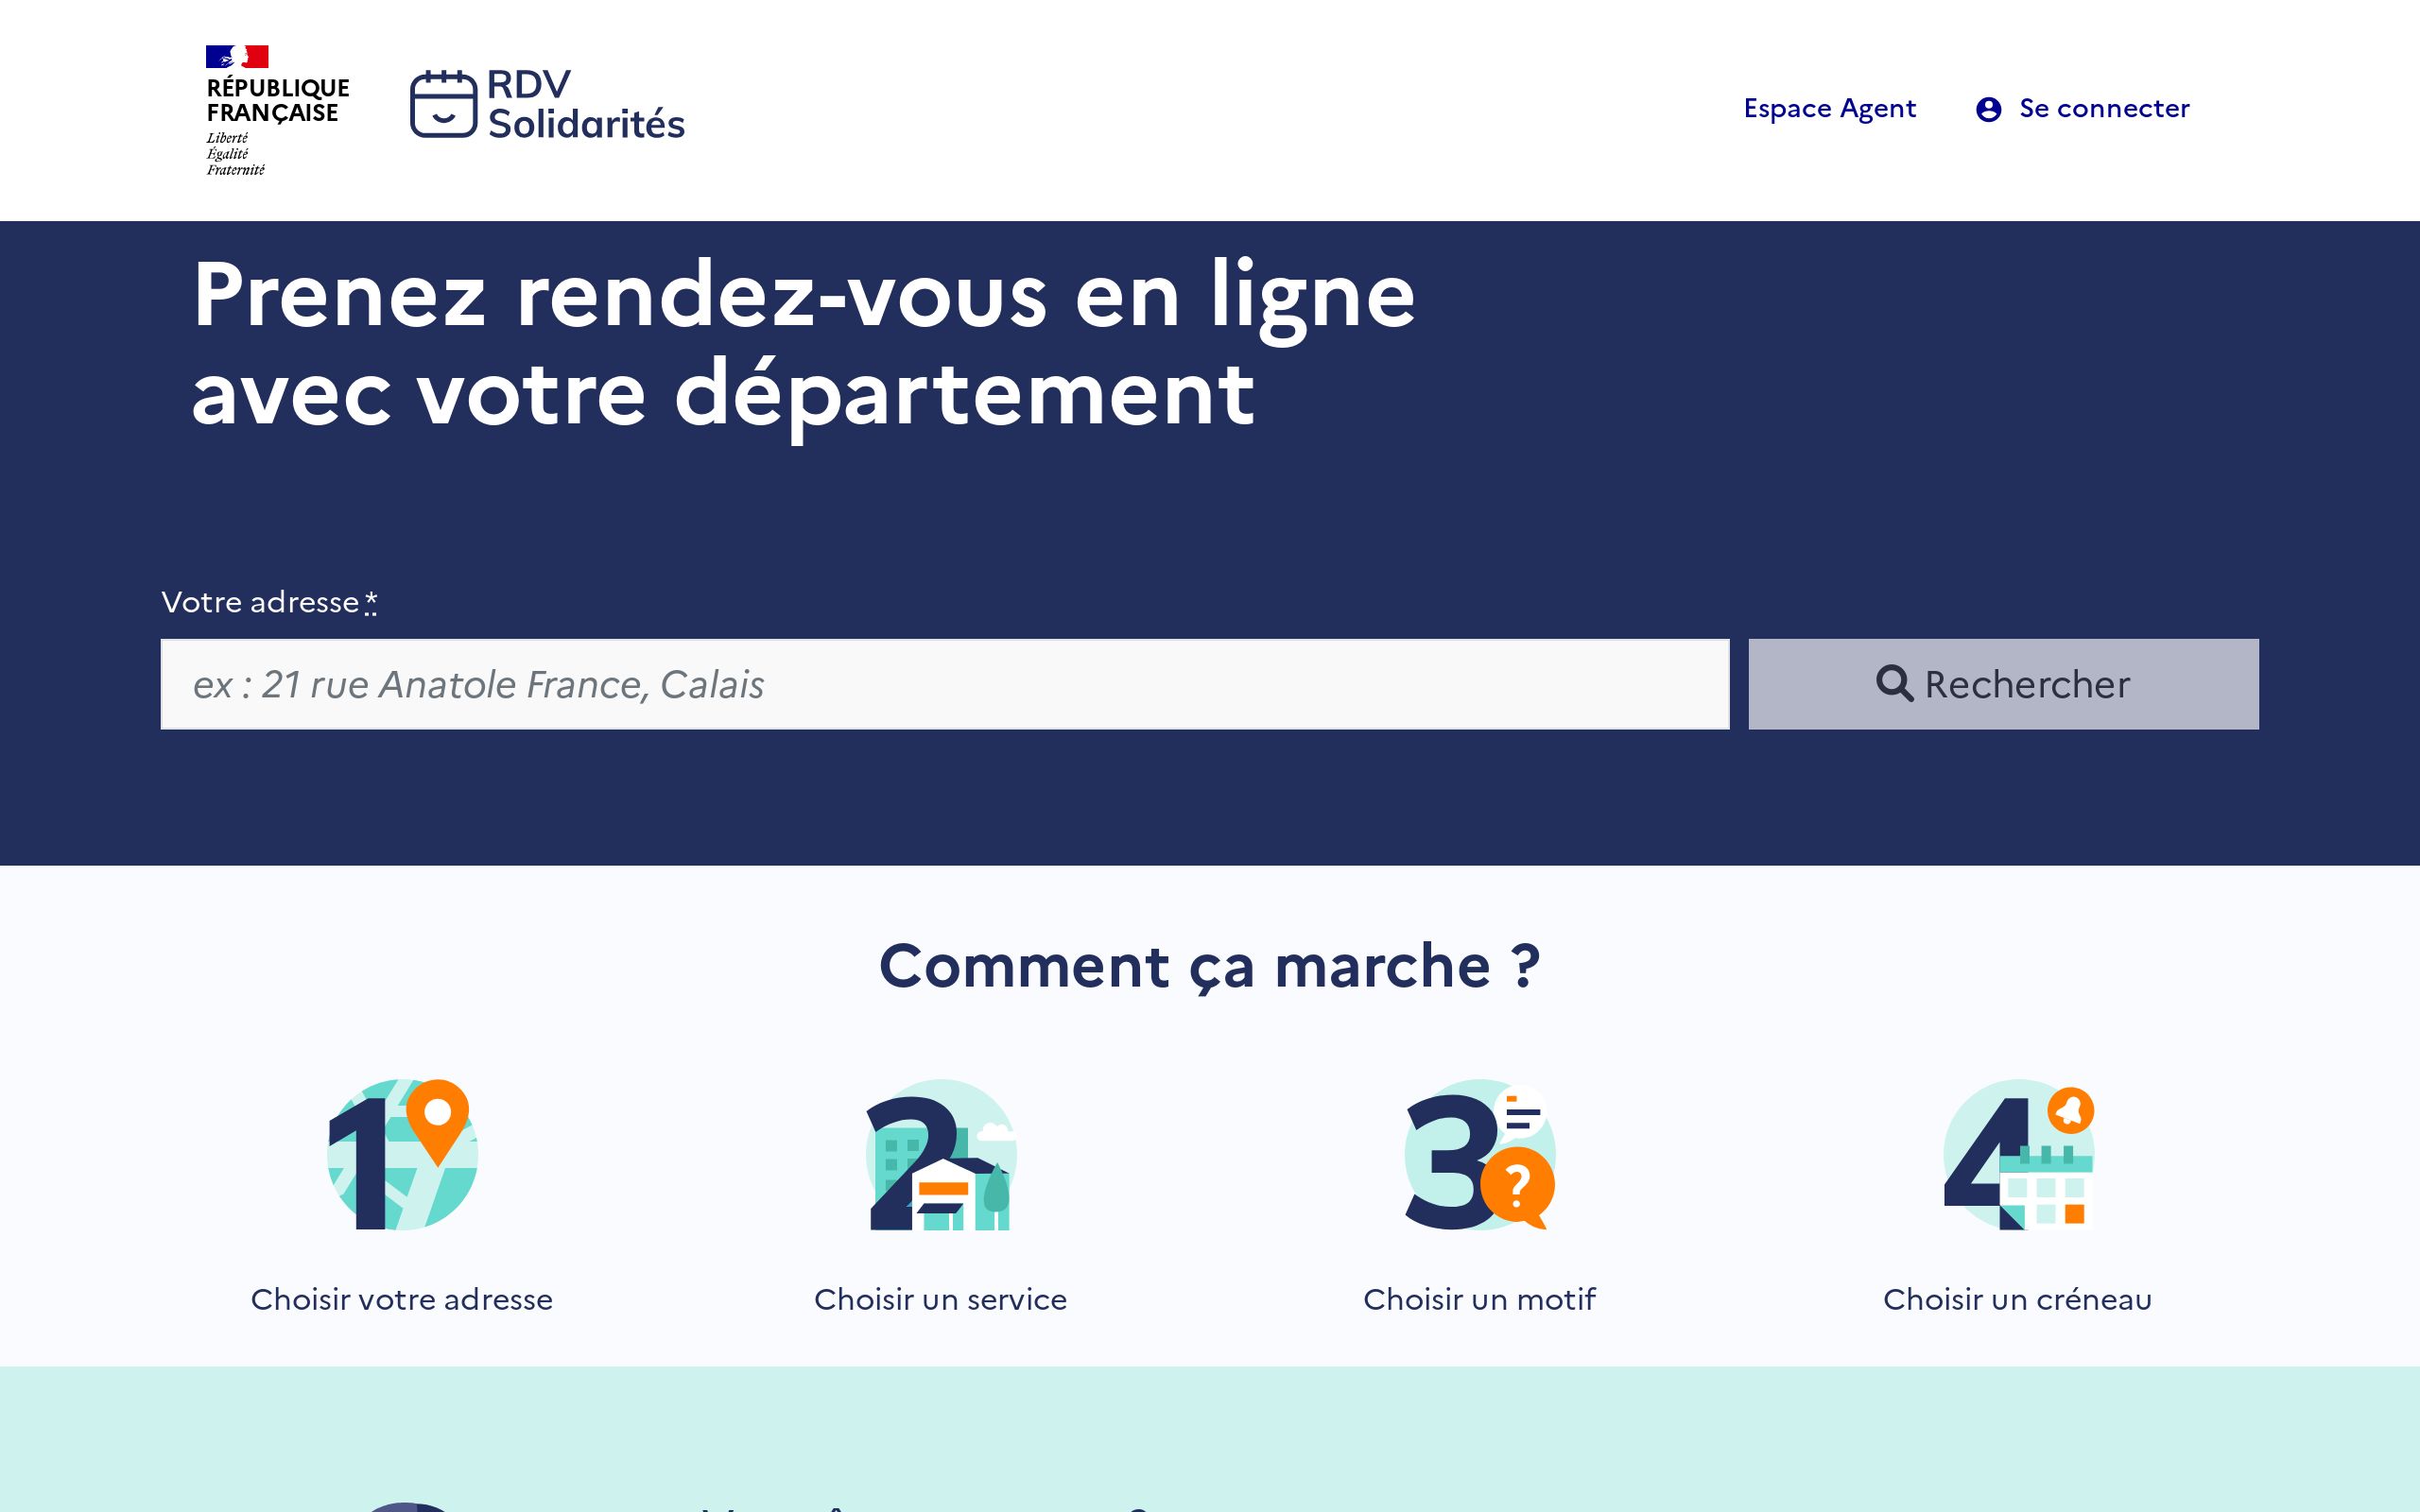 RÉPUBLIQUE
FRANÇAISE
Liberté
Égalité
Fraternité
RDV
Solidarités
Espace Agent
Se connecter
Prenez rendez-vous en ligne
avec votre département
Votre adresse *
ex : 21 rue Anatole France, Calais
Rechercher
Comment ça marche ?
1
2
3
?
4
Choisir votre adresse
Choisir un service
Choisir un motif
Choisir un créneau